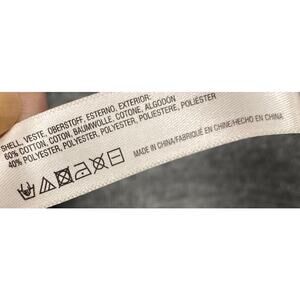 SHELL, VESTE, OBERSTOFF, ESTERNO, EXTERIOR:
60% COTTON, COTON, BAUMWOLLE, COTONE, ALGODÓN
40% POLYESTER, POLYESTER, POLYESTER, POLIESTERE, POLIÉSTER
MADE IN CHINA/FABRIQUÉ EN CHINE/HECHO EN CHINA